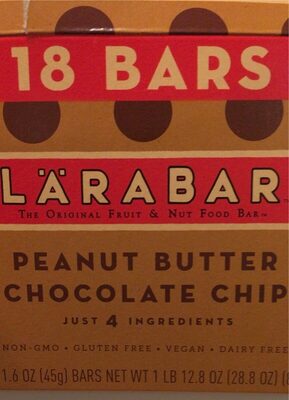 18 BARS
LÄRABAR
THE ORIGINAL FRUIT & NUT FOOD BAR™
PEANUT BUTTER
CHOCOLATE CHIP
JUST 4 INGREDIENTS
NON-GMO • GLUTEN FREE • VEGAN • DAIRY FREE
1.6 OZ (45g) BARS NET WT 1 LB 12.8 OZ (28.8 OZ)